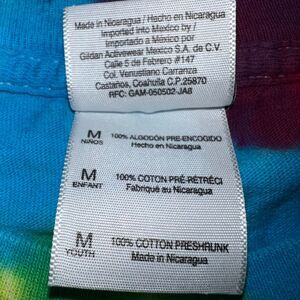 Made in Nicaragua / Hecho en Nicaragua
Imported into Mexico by /
Importado a México por
Gildan Activewear Mexico S.A. de C.V.
Calle 5 de Febrero #147
Col. Venustiano Carranza
Castaños, Coahuila C.P. 25870
RFC: GAM-050502-JA8
M 100% ALGODÓN PRE-ENCOGIDO
NIÑOS Hecho en Nicaragua
M 100% COTON PRÉ-RÉTRÉCI
ENFANT Fabriqué au Nicaragua
M 100% COTTON PRESHRUNK
YOUTH Made in Nicaragua